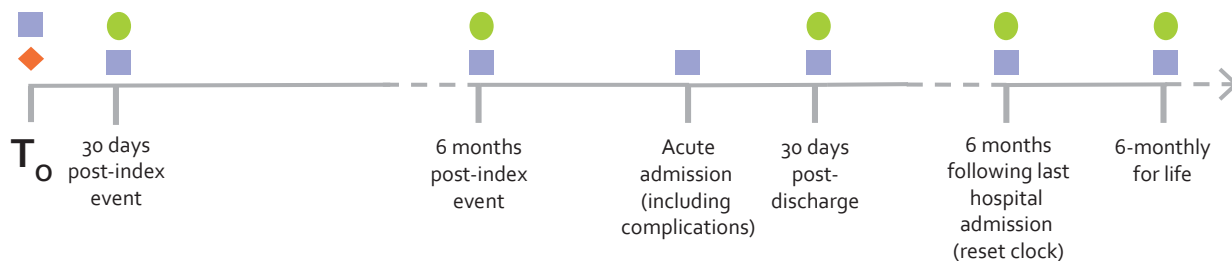 To
30 days
post-index
event
6 months
post-index
event
Acute
admission
(including
complications)
30 days
post-
discharge
6 months
following last
hospital
admission
(reset clock)
6-monthly
for life